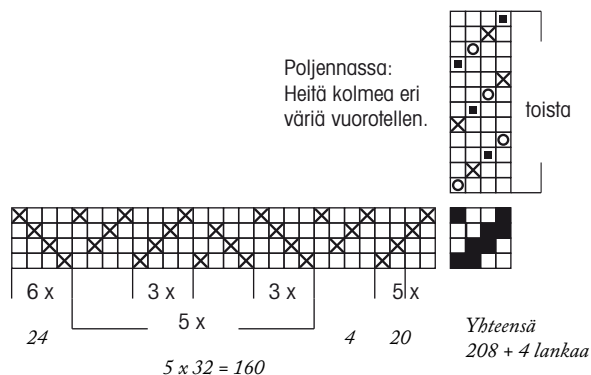 Poljennassa:
Heitä kolmea eri
väriä vuorotellen.
toista
6 x
3 x
3 x
5 x
5 x
24
4
20
5 x 32 = 160
Yhteensä
208 + 4 lankaa